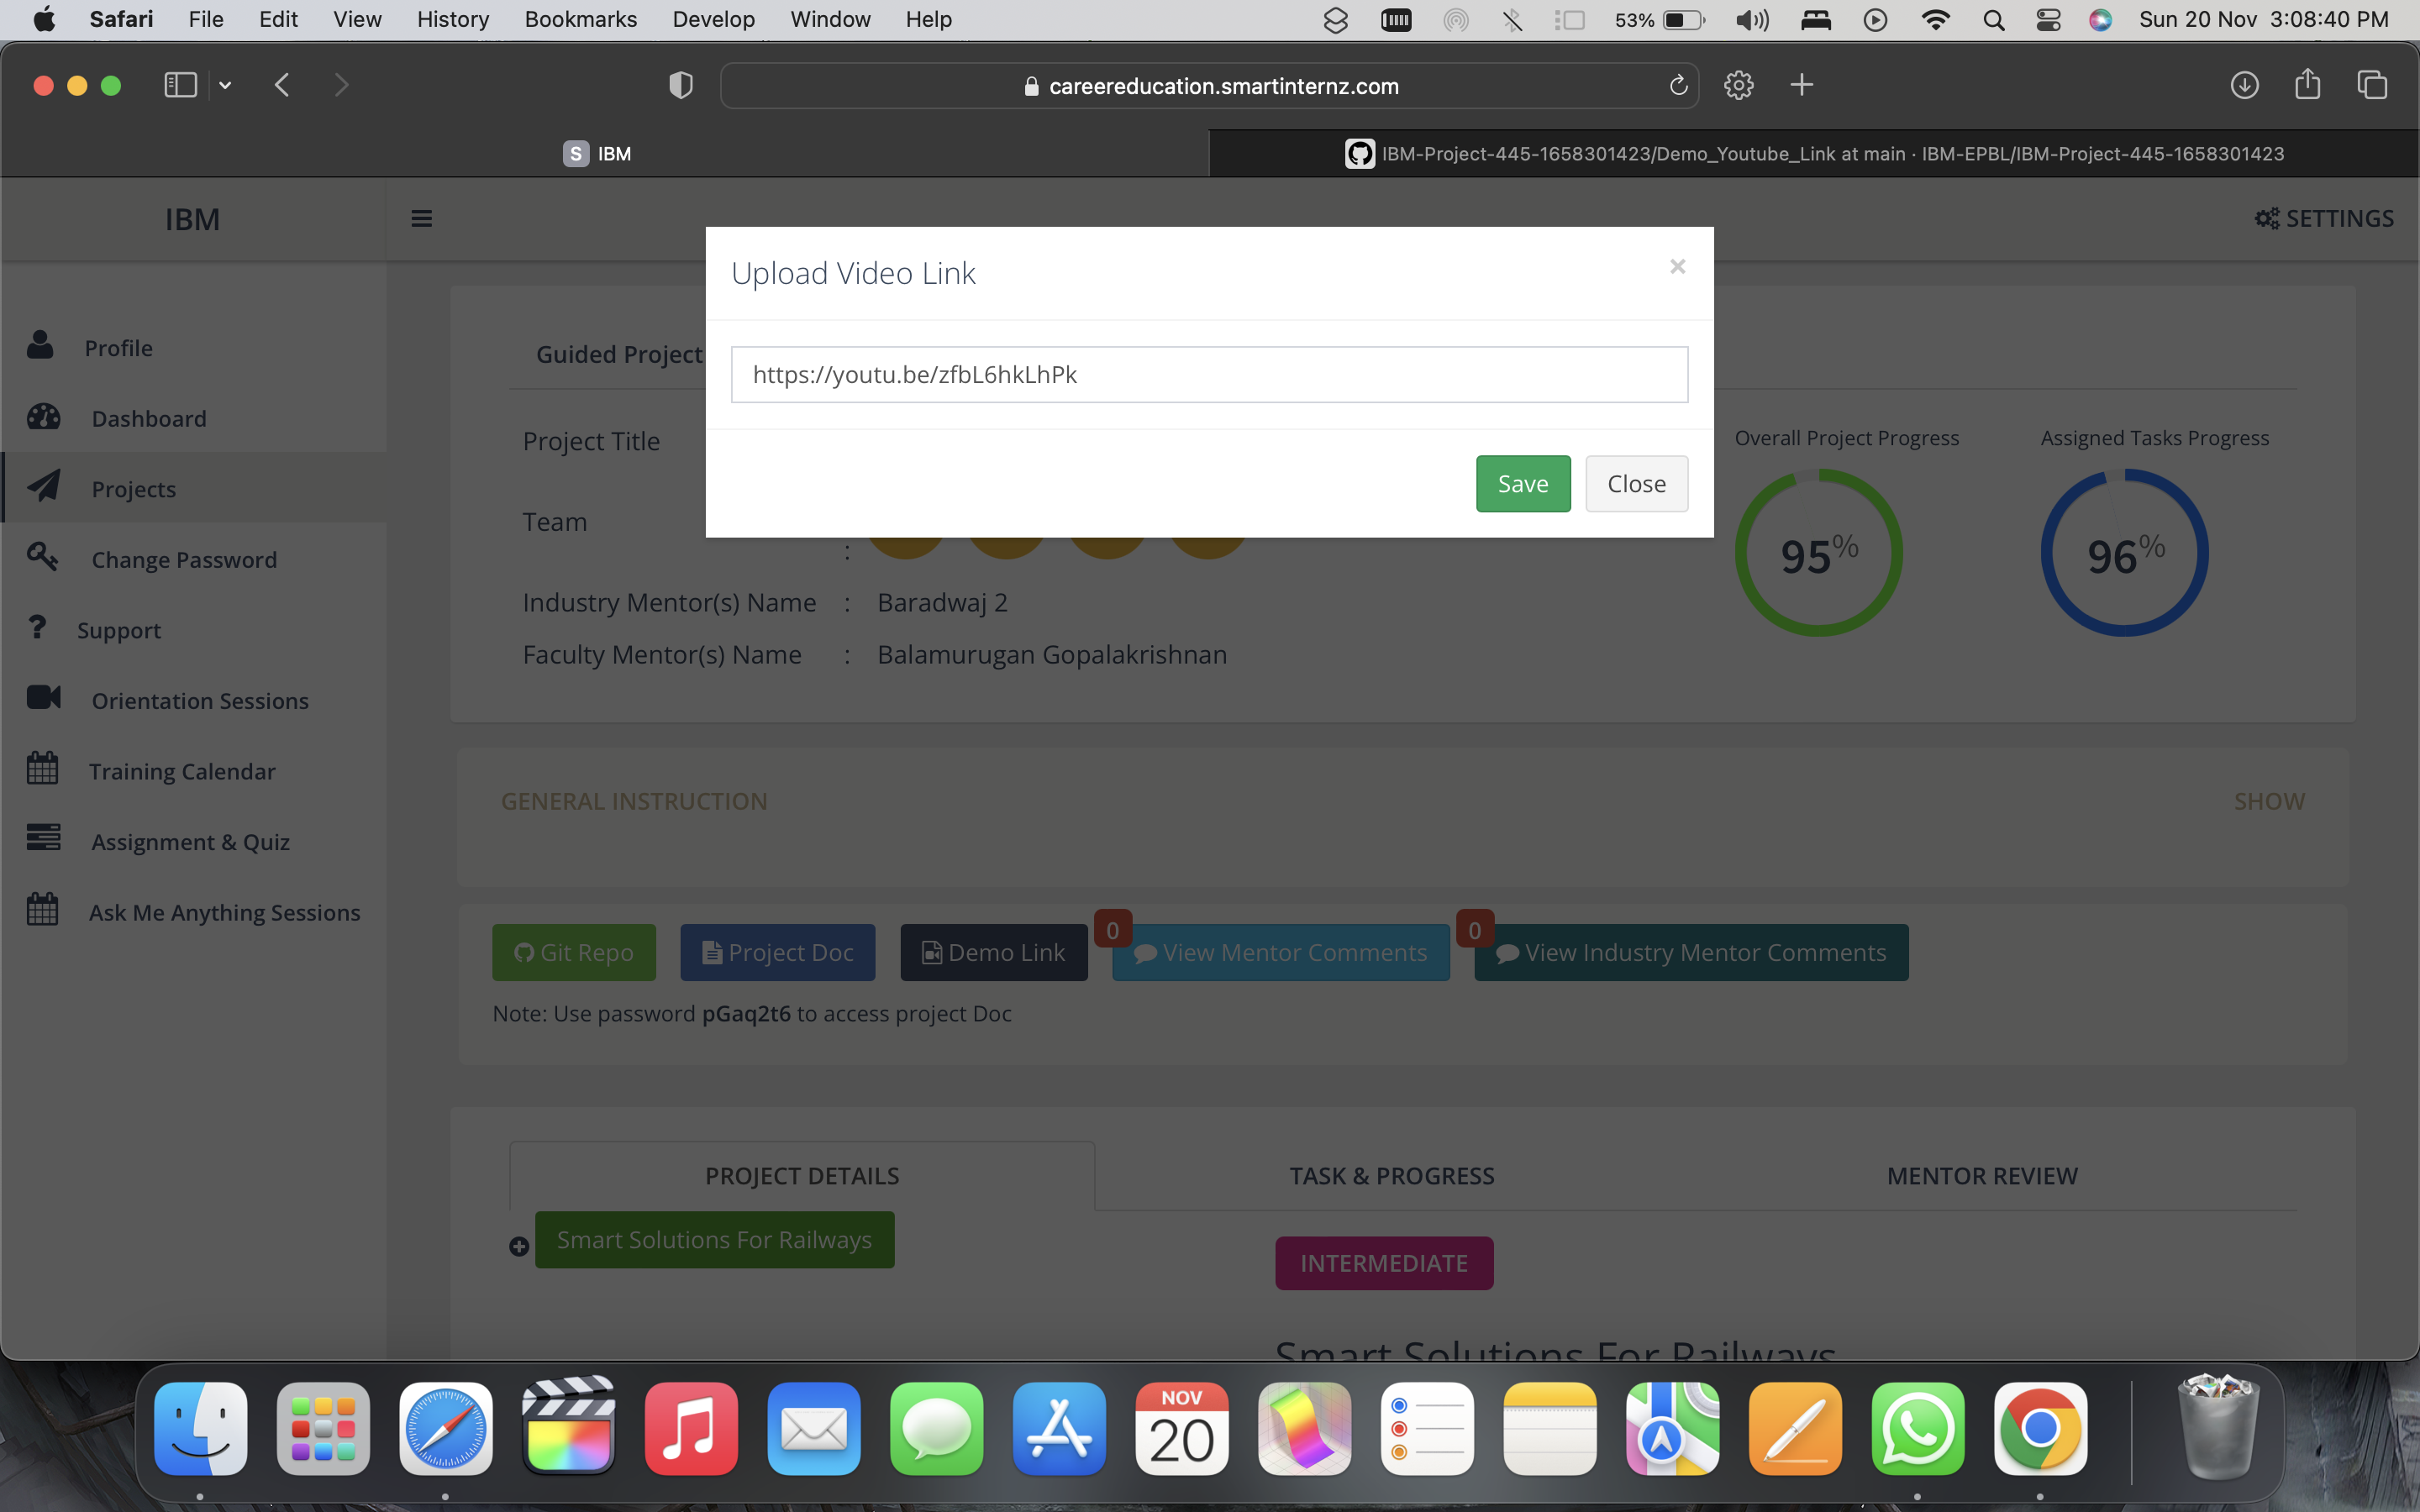 Safari File Edit View History Bookmarks Develop Window Help 53% Sun 20 Nov 3:08:40 PM
careereducation.smartinternz.com
S IBM
IBM-Project-445-1658301423/Demo_Youtube_Link at main · IBM-EPBL/IBM-Project-445-1658301423
IBM
SETTINGS
Upload Video Link
×
https://youtu.be/zfbL6hkLhPk
Save Close
Profile
Dashboard
Projects
Change Password
Support
Orientation Sessions
Training Calendar
Assignment & Quiz
Ask Me Anything Sessions
Guided Project
Project Title
Team
:
Industry Mentor(s) Name : Baradwaj 2
Faculty Mentor(s) Name : Balamurugan Gopalakrishnan
Overall Project Progress
95%
Assigned Tasks Progress
96%
GENERAL INSTRUCTION SHOW
Git Repo Project Doc Demo Link 0 View Mentor Comments 0 View Industry Mentor Comments
Note: Use password pGaq2t6 to access project Doc
PROJECT DETAILS TASK & PROGRESS MENTOR REVIEW
Smart Solutions For Railways
INTERMEDIATE
Smart Solutions For Railways
NOV
20